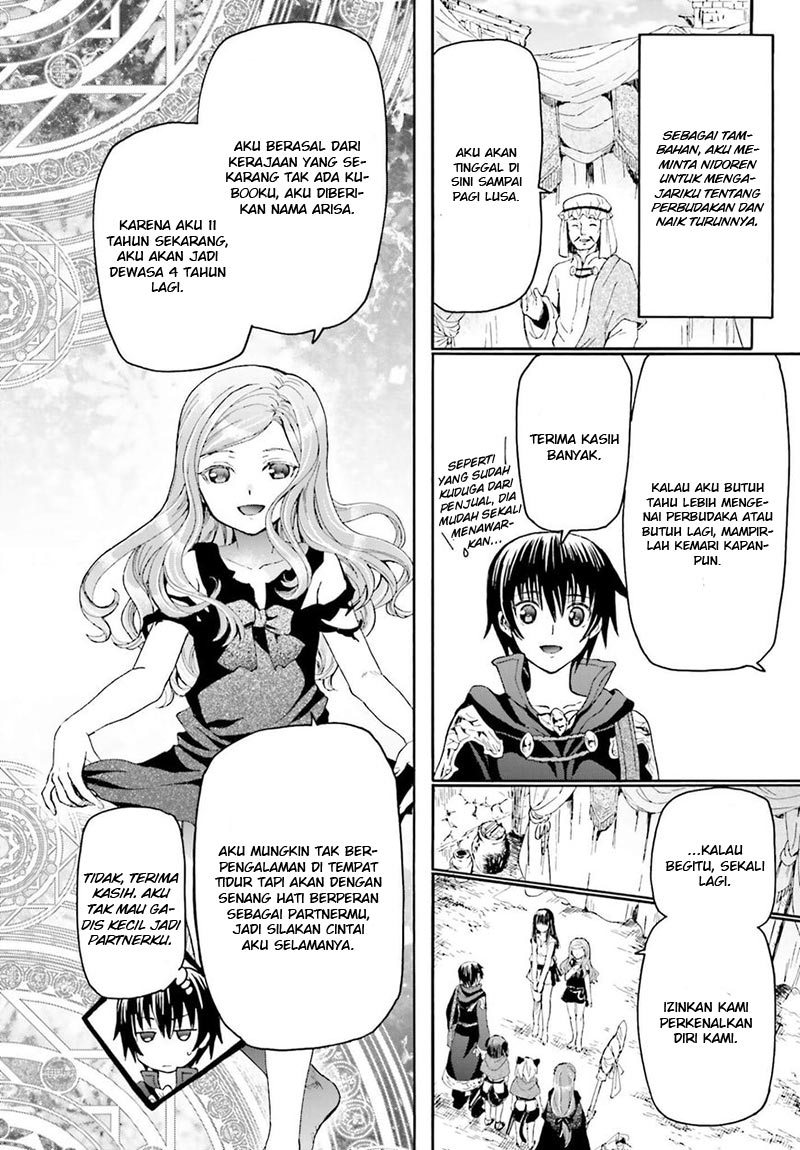 SEBAGAI TAM-
BAHAN, AKU ME-
MINTA NIDOREN
UNTUK MENGA-
JARIKU TENTANG
PERBUDAKAN DAN
NAIK TURUNNYA.
AKU AKAN
TINGGAL DI
SINI SAMPAI
PAGI LUSA.
KALAU AKU BUTUH
TAHU LEBIH MENGE-
NAI PERBUDAKA ATAU
BUTUH LAGI, MAMPIR-
LAH KEMARI KAPAN-
PUN.
TERIMA KASIH
BANYAK.
SEPERTI
YANG SUDAH
KUDUGA DARI
PENJUAL, DIA
MUDAH SEKALI
MENAWAR-
KAN...
...KALAU
BEGITU, SEKALI
LAGI.
IZINKAN KAMI
PERKENALKAN
DIRI KAMI.
AKU BERASAL DARI
KERAJAAN YANG SE-
KARANG TAK ADA KU-
BOOKU, AKU DIBERI-
KAN NAMA ARISA.
KARENA AKU 11
TAHUN SEKARANG,
AKU AKAN JADI
DEWASA 4 TAHUN
LAGI.
AKU MUNGKIN TAK BER-
PENGALAMAN DI TEMPAT
TIDUR TAPI AKAN DENGAN
SENANG HATI BERPERAN
SEBAGAI PARTNERMU,
JADI SILAKAN CINTAI
AKU SELAMANYA.
TIDAK, TERIMA
KASIH. AKU
TAK MAU GA-
DIS KECIL JADI
PARTNERKU.